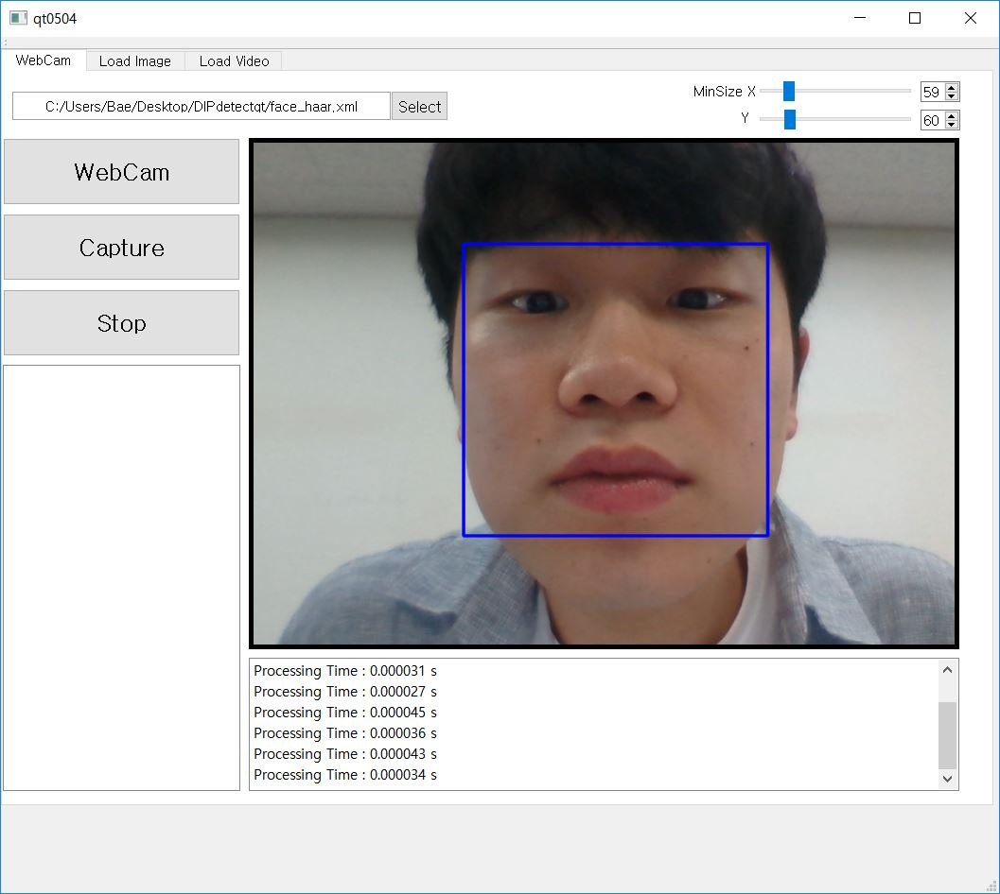 qt0504
WebCam Load Image Load Video
C:/Users/Bae/Desktop/DIPdetectqt/face_haar.xml Select
MinSize X 59
Y 60
WebCam
Capture
Stop
Processing Time : 0.000031 s
Processing Time : 0.000027 s
Processing Time : 0.000045 s
Processing Time : 0.000036 s
Processing Time : 0.000043 s
Processing Time : 0.000034 s